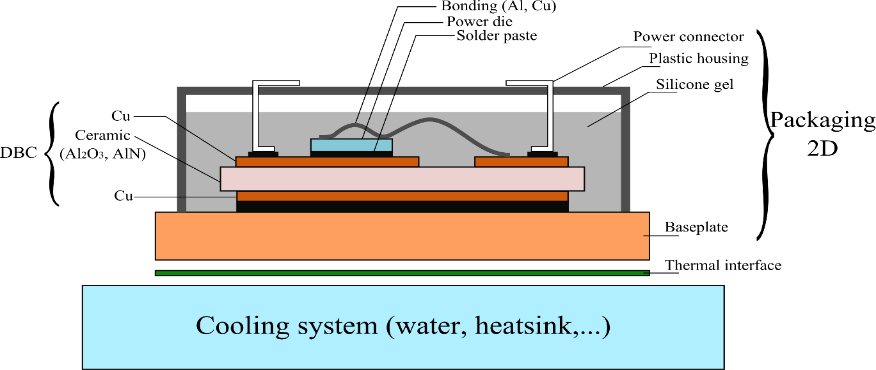 Bonding (Al, Cu)
Power die
Solder paste
Power connector
Plastic housing
Silicone gel
Cu
Ceramic
(Al₂O₃, AlN)
DBC
Cu
Packaging
2D
Baseplate
Thermal interface
Cooling system (water, heatsink,...)